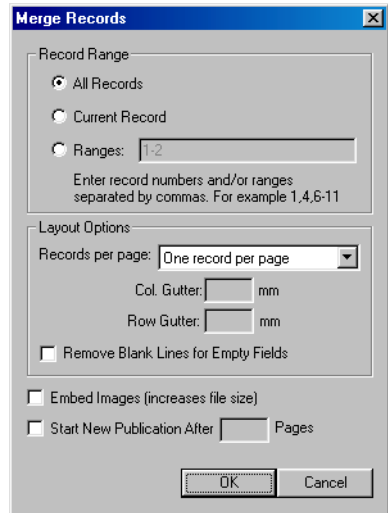 Merge Records
Record Range
All Records
Current Record
Ranges: 1-2
Enter record numbers and/or ranges
separated by commas. For example 1,4,6-11
Layout Options
Records per page: One record per page
Col. Gutter: mm
Row Gutter: mm
Remove Blank Lines for Empty Fields
Embed Images (increases file size)
Start New Publication After Pages
OK Cancel